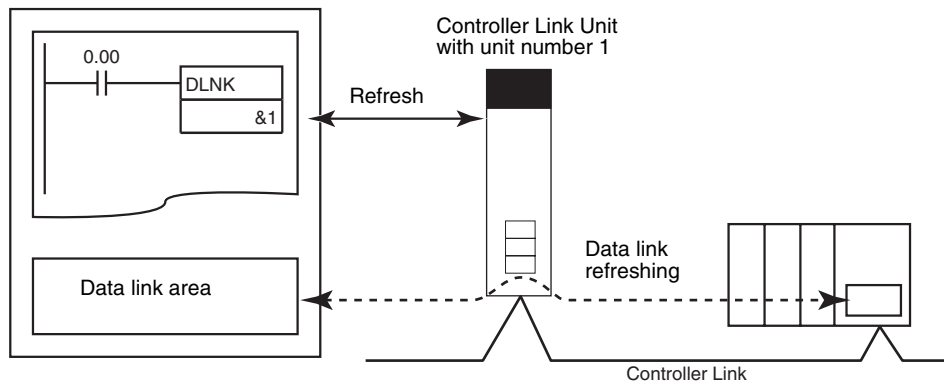 Controller Link Unit
with unit number 1
0.00
DLNK
&1
Refresh
Data link
refreshing
Data link area
Controller Link